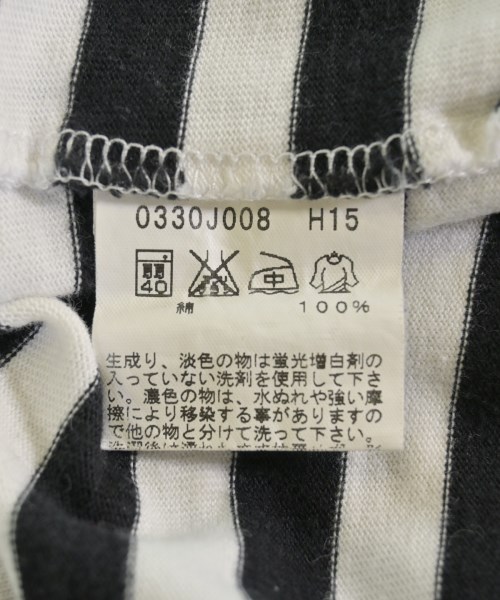 0330J008 H15
40 中
綿 100%
生成り、淡色の物は蛍光増白剤の
入っていない洗剤を使用して下さ
い。濃色の物は、水ぬれや強い摩
擦により移染する事がありますの
で他の物と分けて洗って下さい。